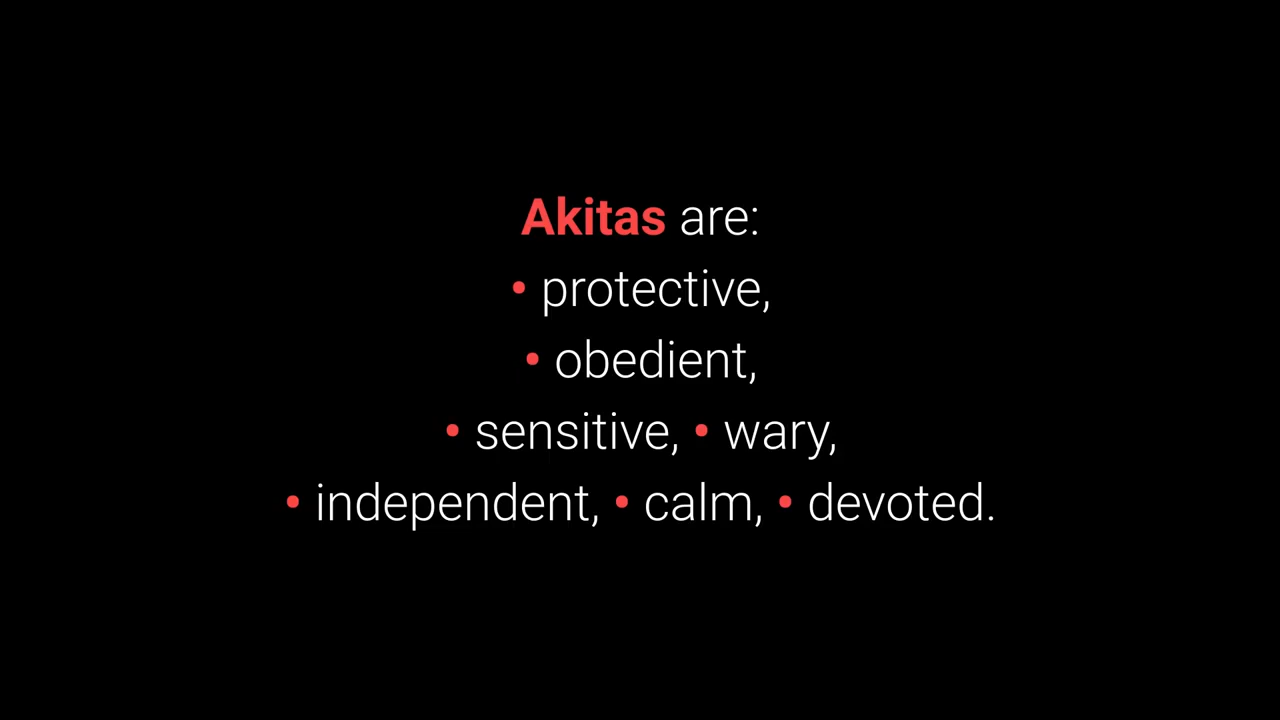 Akitas are:
• protective,
• obedient,
• sensitive, • wary,
• independent, • calm, • devoted.